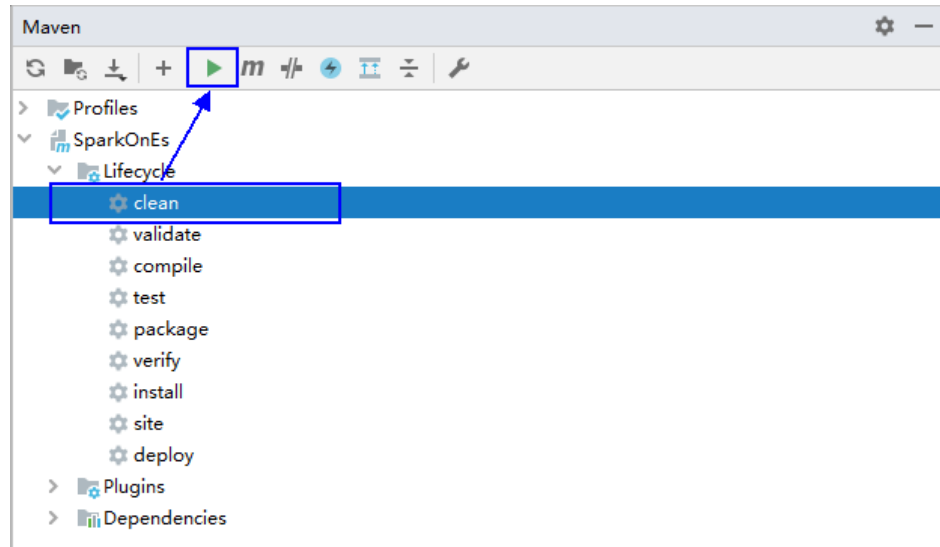 Maven
m
Profiles
SparkOnEs
Lifecycle
clean
validate
compile
test
package
verify
install
site
deploy
Plugins
Dependencies